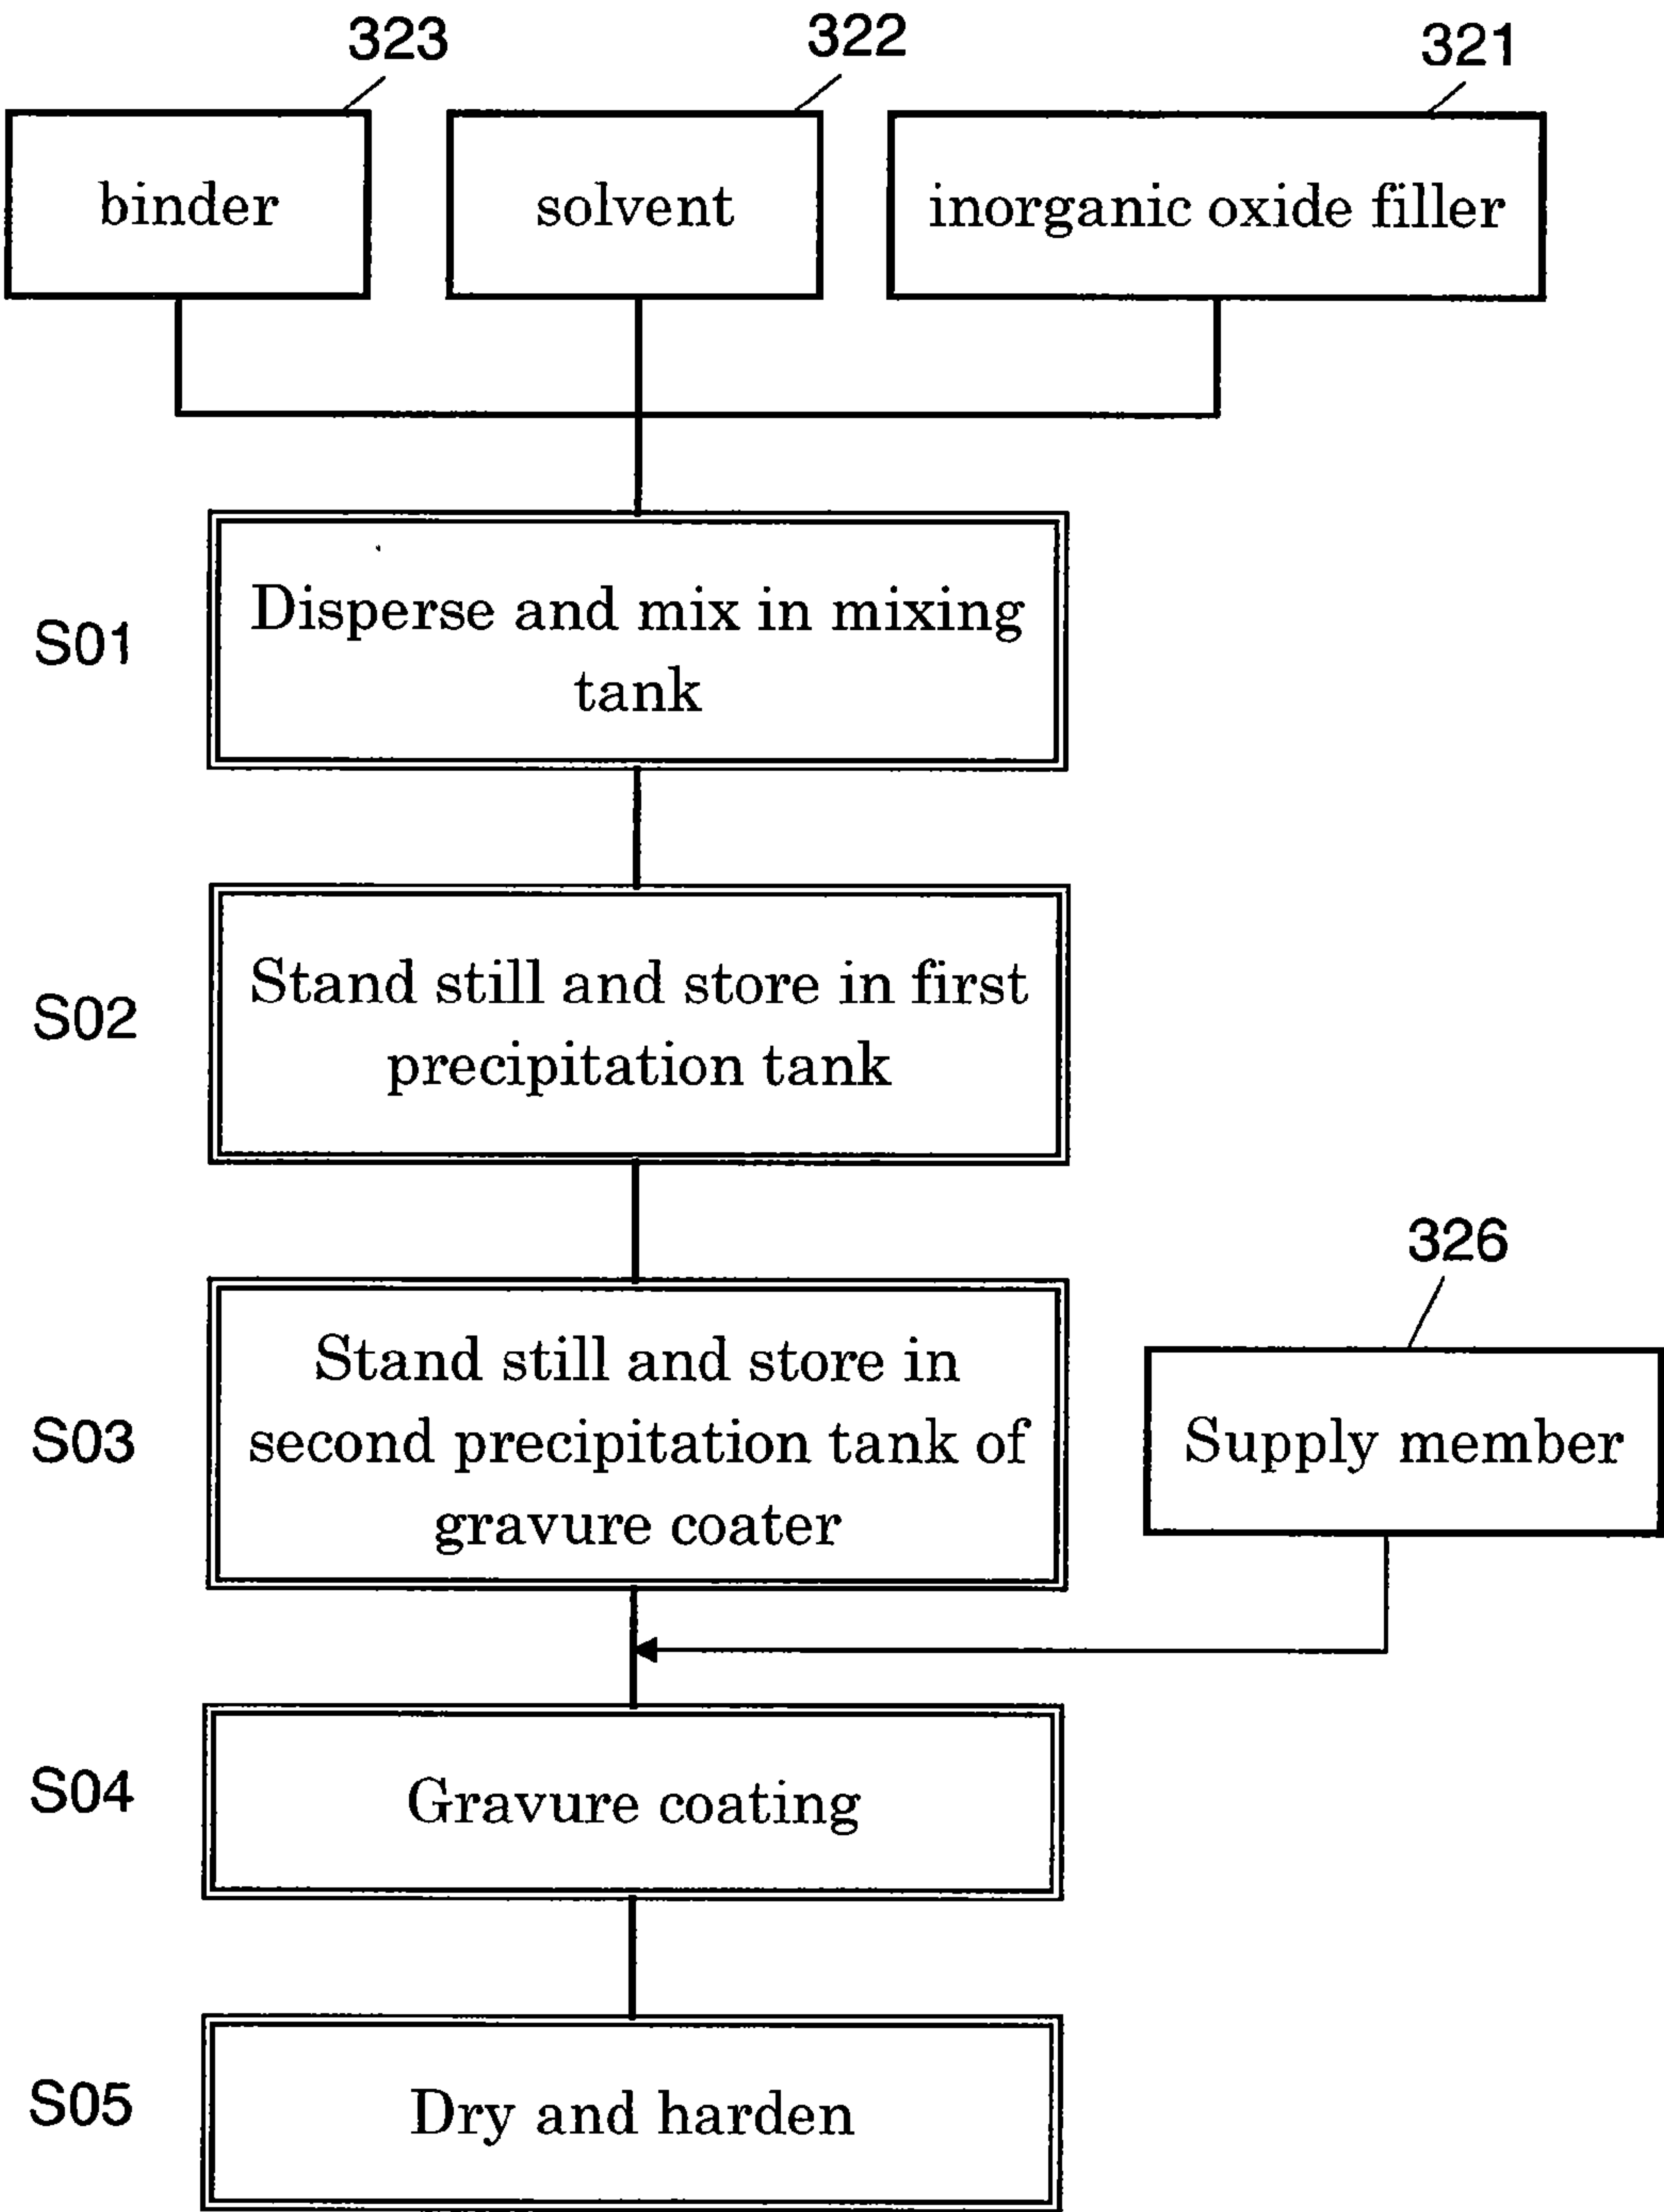 323
322
321
binder
solvent
inorganic oxide filler
S01
Disperse and mix in mixing
tank
S02
Stand still and store in first
precipitation tank
326
S03
Stand still and store in
second precipitation tank of
gravure coater
Supply member
S04
Gravure coating
S05
Dry and harden